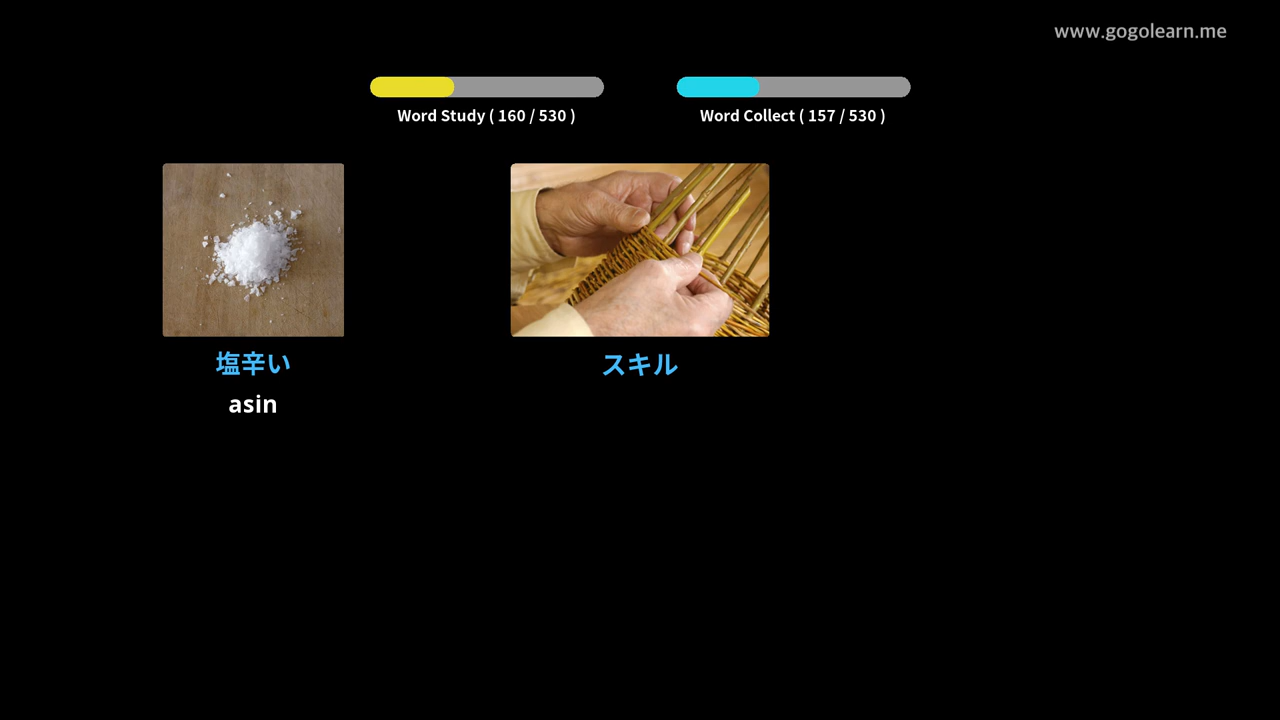 www.gogolearn.me
Word Study ( 160 / 530 )
Word Collect ( 157 / 530 )
塩辛い
asin
スキル